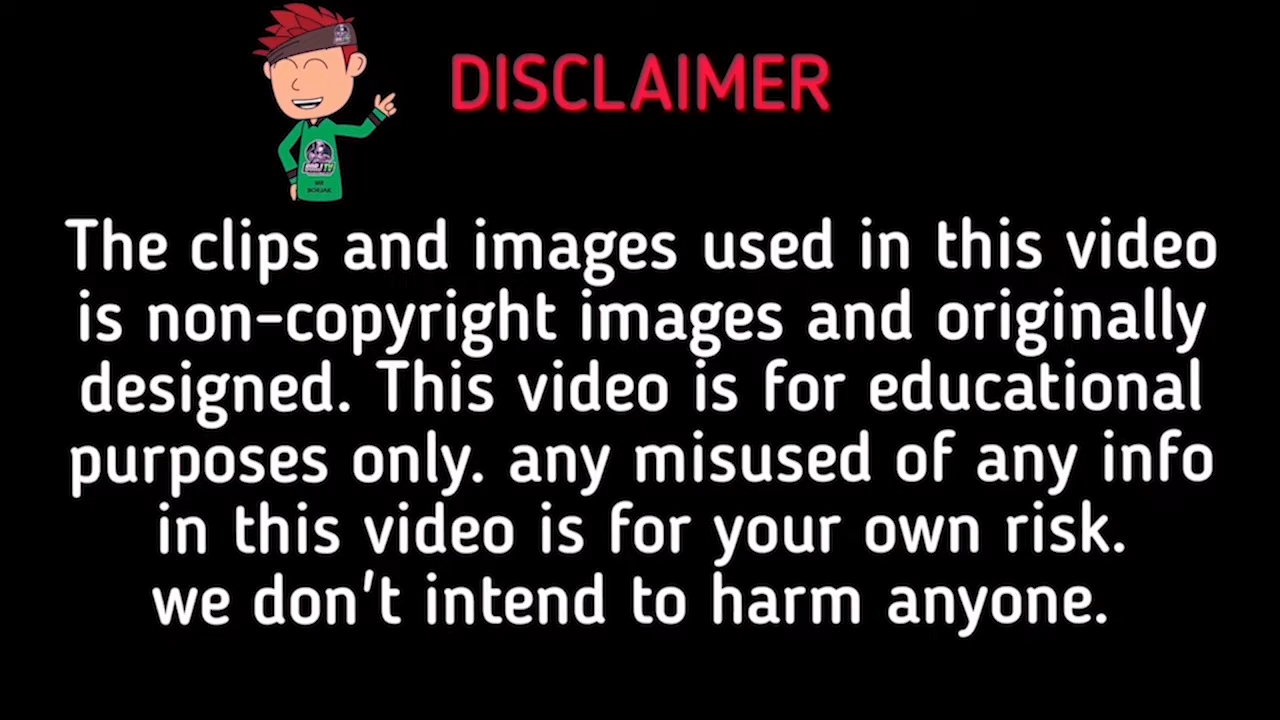 DISCLAIMER
The clips and images used in this video
is non-copyright images and originally
designed. This video is for educational
purposes only. any misused of any info
in this video is for your own risk.
we don't intend to harm anyone.